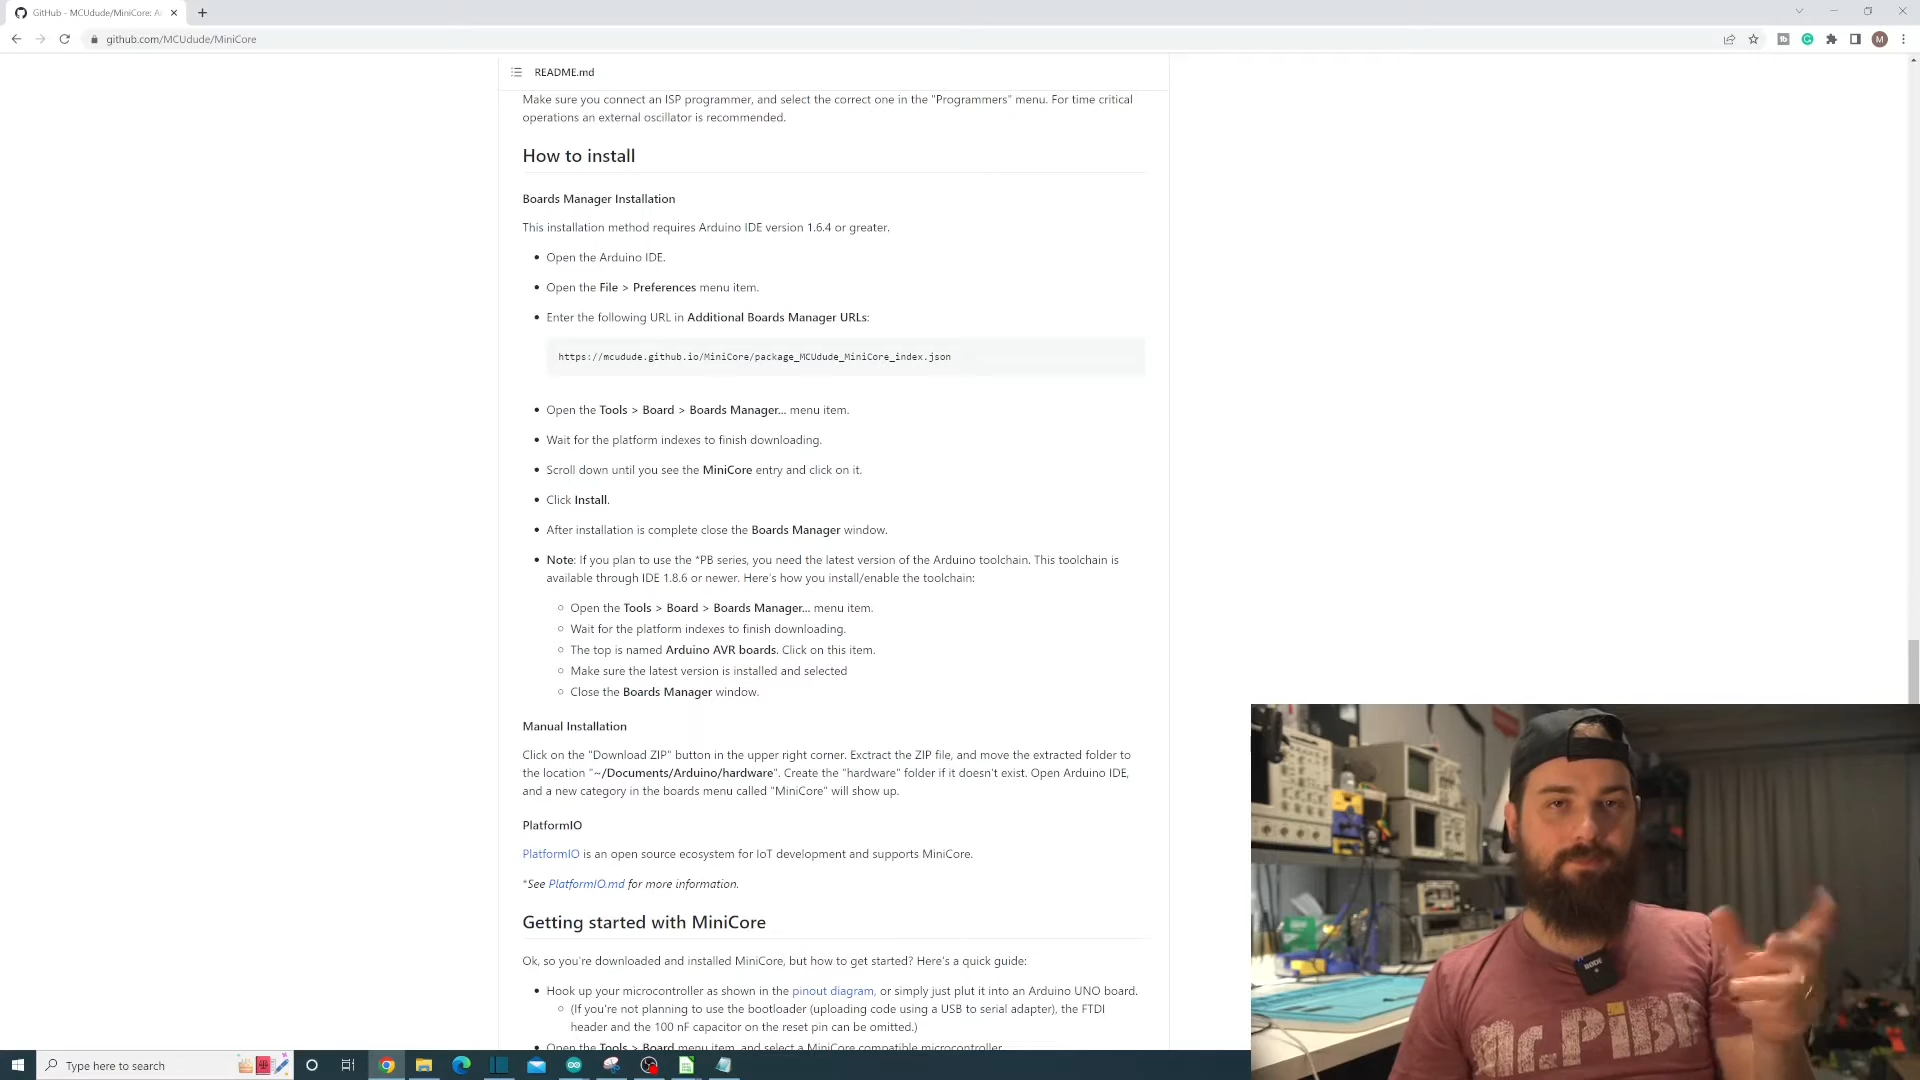 GitHub - MCUdude/MiniCore: A
github.com/MCUdude/MiniCore
README.md
Make sure you connect an ISP programmer, and select the correct one in the "Programmers" menu. For time critical
operations an external oscillator is recommended.
How to install
Boards Manager Installation
This installation method requires Arduino IDE version 1.6.4 or greater.
Open the Arduino IDE.
Open the File > Preferences menu item.
Enter the following URL in Additional Boards Manager URLs:
https://mcudude.github.io/MiniCore/package_MCUdude_MiniCore_index.json
Open the Tools > Board > Boards Manager... menu item.
Wait for the platform indexes to finish downloading.
Scroll down until you see the MiniCore entry and click on it.
Click Install.
After installation is complete close the Boards Manager window.
Note: If you plan to use the *PB series, you need the latest version of the Arduino toolchain. This toolchain is
available through IDE 1.8.6 or newer. Here's how you install/enable the toolchain:
Open the Tools > Board > Boards Manager... menu item.
Wait for the platform indexes to finish downloading.
The top is named Arduino AVR boards. Click on this item.
Make sure the latest version is installed and selected
Close the Boards Manager window.
Manual Installation
Click on the "Download ZIP" button in the upper right corner. Exctract the ZIP file, and move the extracted folder to
the location "~/Documents/Arduino/hardware". Create the "hardware" folder if it doesn't exist. Open Arduino IDE,
and a new category in the boards menu called "MiniCore" will show up.
PlatformIO
PlatformIO is an open source ecosystem for IoT development and supports MiniCore.
*See PlatformIO.md for more information.
Getting started with MiniCore
Ok, so you're downloaded and installed MiniCore, but how to get started? Here's a quick guide:
Hook up your microcontroller as shown in the pinout diagram, or simply just plut it into an Arduino UNO board.
(If you're not planning to use the bootloader (uploading code using a USB to serial adapter), the FTDI
header and the 100 nF capacitor on the reset pin can be omitted.)
Open the Tools > Board menu item, and select a MiniCore compatible microcontroller.
Type here to search
M
RODE